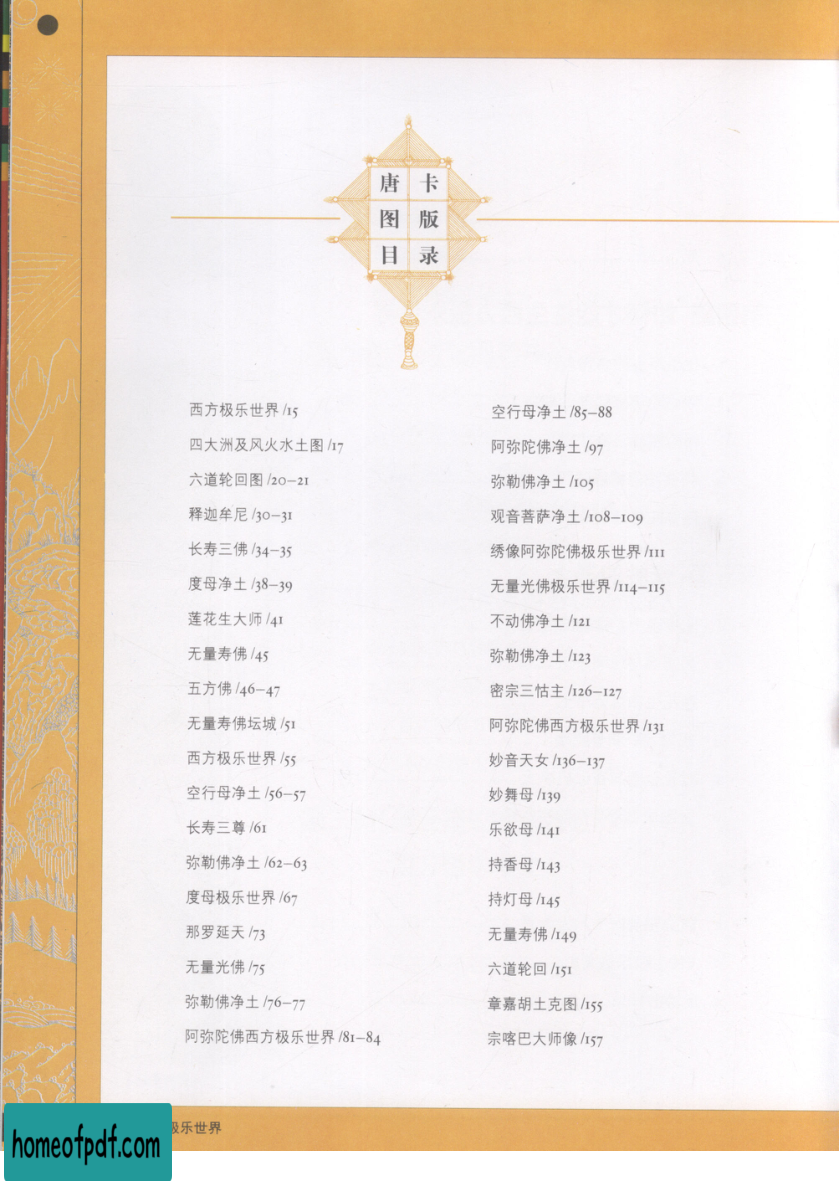 唐卡
图版
目录
西方极乐世界 /15
四大洲及风火水土图 /17
六道轮回图 /20–21
释迦牟尼 /30–31
长寿三佛 /34–35
度母净土 /38–39
莲花生大师 /41
无量寿佛 /45
五方佛 /46–47
无量寿佛坛城 /51
西方极乐世界 /55
空行母净土 /56–57
长寿三尊 /61
弥勒佛净土 /62–63
度母极乐世界 /67
那罗延天 /73
无量光佛 /75
弥勒佛净土 /76–77
阿弥陀佛西方极乐世界 /81–84
空行母净土 /85–88
阿弥陀佛净土 /97
弥勒佛净土 /105
观音菩萨净土 /108–109
绣像阿弥陀佛极乐世界 /111
无量光佛极乐世界 /114–115
不动佛净土 /121
弥勒佛净土 /123
密宗三怙主 /126–127
阿弥陀佛西方极乐世界 /131
妙音天女 /136–137
妙舞母 /139
乐欲母 /141
持香母 /143
持灯母 /145
无量寿佛 /149
六道轮回 /151
章嘉胡土克图 /155
宗喀巴大师像 /157
极乐世界
homeofpdf.com